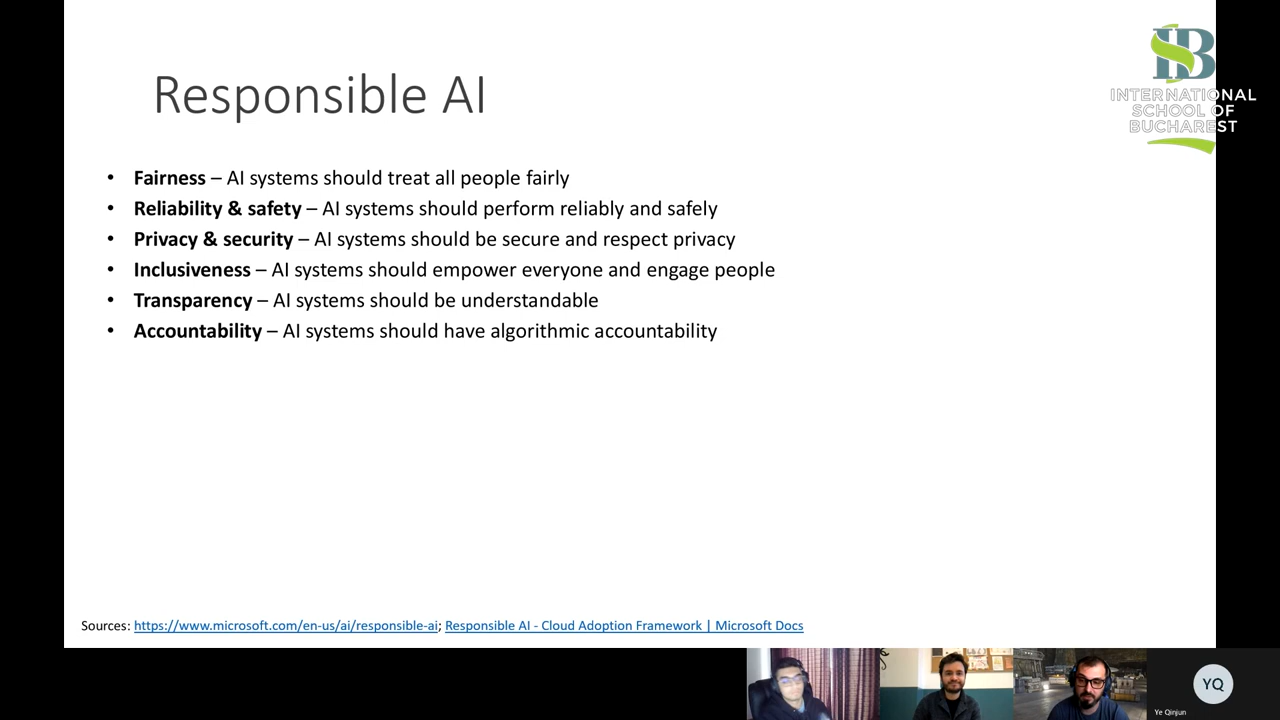 Responsible AI
• Fairness – AI systems should treat all people fairly
• Reliability & safety – AI systems should perform reliably and safely
• Privacy & security – AI systems should be secure and respect privacy
• Inclusiveness – AI systems should empower everyone and engage people
• Transparency – AI systems should be understandable
• Accountability – AI systems should have algorithmic accountability
Sources: https://www.microsoft.com/en-us/ai/responsible-ai; Responsible AI - Cloud Adoption Framework | Microsoft Docs
ISB
INTERNATIONAL
SCHOOL OF
BUCHAREST
YQ
Ye Qinjun